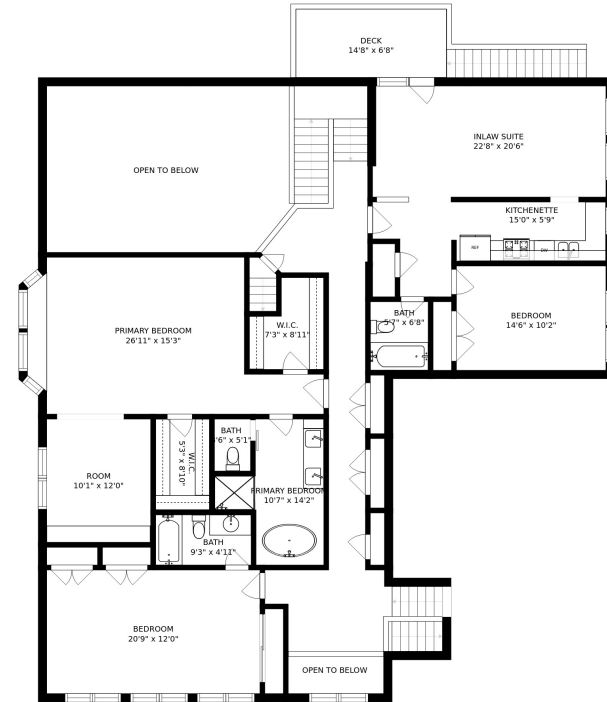 DECK
14'8" x 6'8"
INLAW SUITE
22'8" x 20'6"
OPEN TO BELOW
KITCHENETTE
15'0" x 5'9"
REF
DW
BATH
5'7" x 6'8"
BEDROOM
14'6" x 10'2"
PRIMARY BEDROOM
26'11" x 15'3"
W.I.C.
7'3" x 8'11"
BATH
'6" x 5'1"
W.I.C.
5'3" x 8'10"
ROOM
10'1" x 12'0"
PRIMARY BEDROOM
10'7" x 14'2"
BATH
9'3" x 4'11"
BEDROOM
20'9" x 12'0"
OPEN TO BELOW